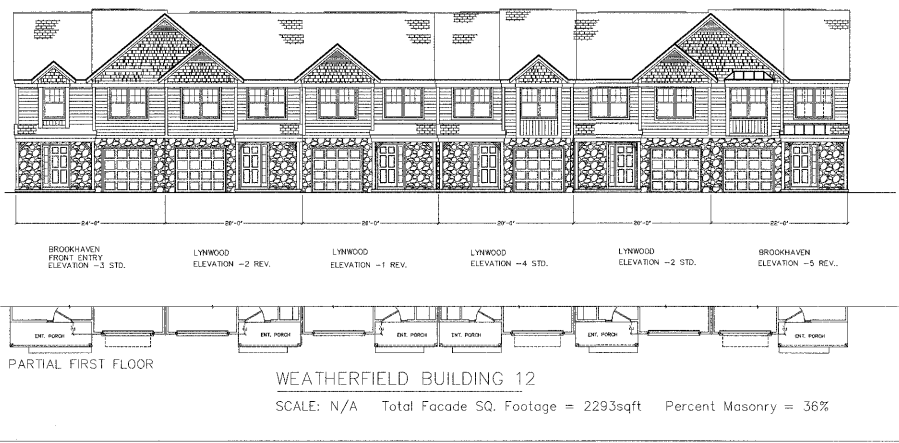 24'-0" 20'-0" 20'-0" 20'-0" 20'-0" 22'-0"
BROOKHAVEN
FRONT ENTRY
ELEVATION -3 STD.
LYNWOOD
ELEVATION -2 REV.
LYNWOOD
ELEVATION -1 REV.
LYNWOOD
ELEVATION -4 STD.
LYNWOOD
ELEVATION -2 STD.
BROOKHAVEN
ELEVATION -5 REV..
ENT. PORCH ENT. PORCH ENT. PORCH ENT. PORCH ENT. PORCH ENT. PORCH
PARTIAL FIRST FLOOR
WEATHERFIELD BUILDING 12
SCALE: N/A Total Facade SQ. Footage = 2293sqft Percent Masonry = 36%